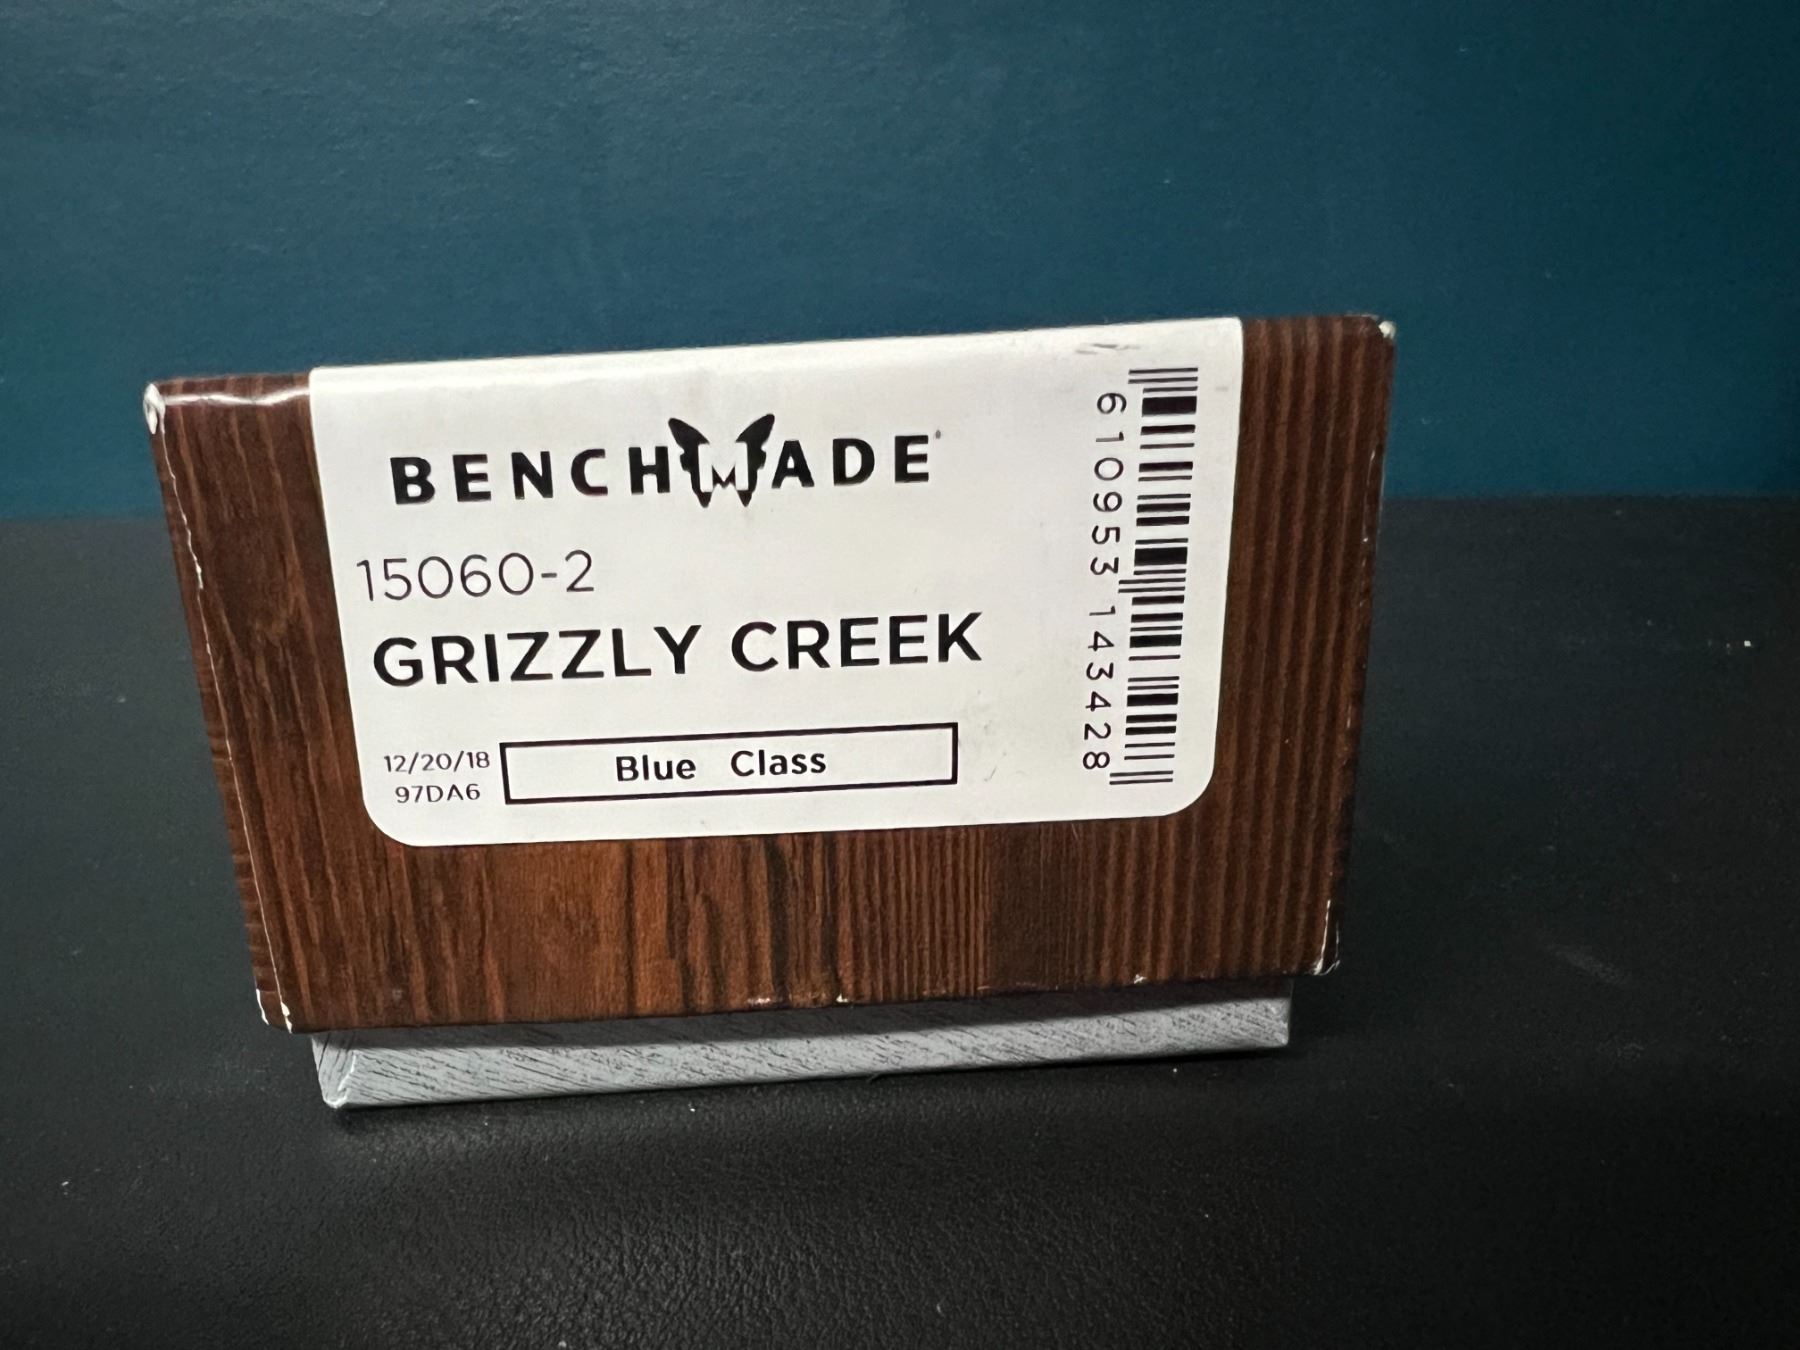 BENCHMADE
15060-2
GRIZZLY CREEK
12/20/18
97DA6
Blue Class
6 10953 14342 8